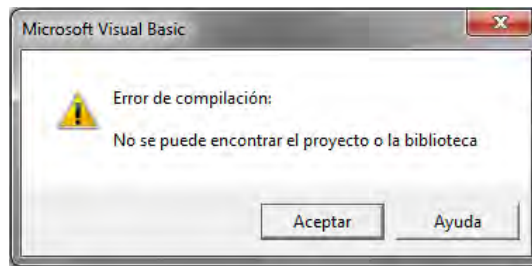 Microsoft Visual Basic
Error de compilación:
No se puede encontrar el proyecto o la biblioteca
Aceptar
Ayuda